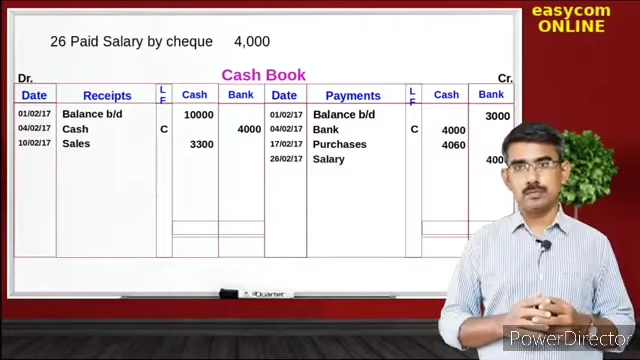 easycom
ONLINE
26 Paid Salary by cheque 4,000
Dr. Cash Book Cr.
Date Receipts L F Cash Bank Date Payments L F Cash Bank
01/02/17 Balance b/d 10000 01/02/17 Balance b/d 3000
04/02/17 Cash C 4000 04/02/17 Bank C 4000
10/02/17 Sales 3300 17/02/17 Purchases 4060
26/02/17 Salary 400
Quartet
PowerDirector